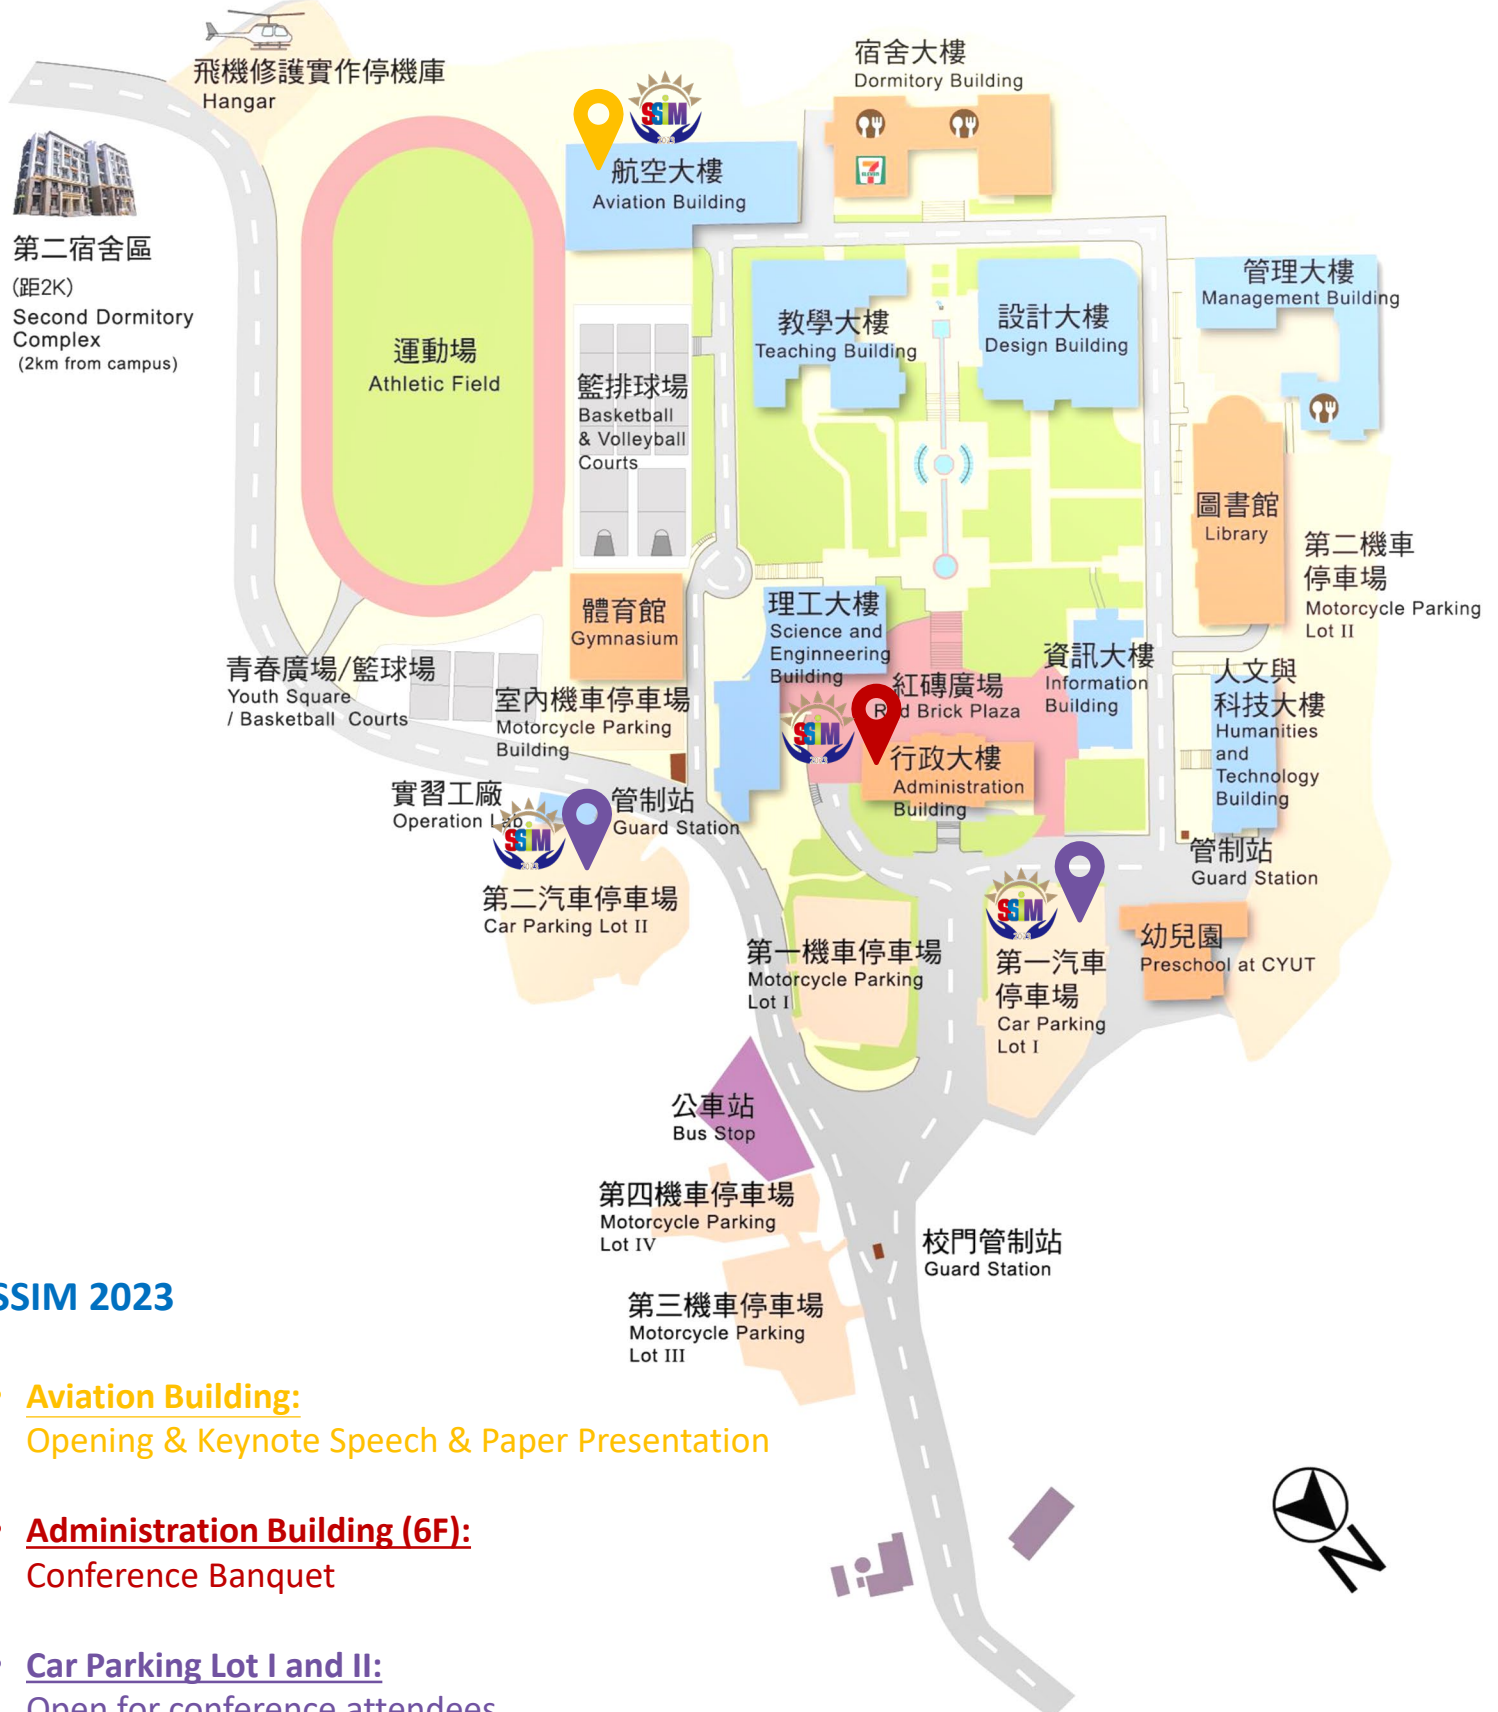 飛機修護實作停機庫
Hangar
宿舍大樓
Dormitory Building
SSIM
2023
航空大樓
Aviation Building
7
ELEVEN
第二宿舍區
(距2K)
Second Dormitory
Complex
(2km from campus)
運動場
Athletic Field
籃排球場
Basketball
& Volleyball
Courts
教學大樓
Teaching Building
設計大樓
Design Building
管理大樓
Management Building
圖書館
Library
第二機車
停車場
Motorcycle Parking
Lot II
體育館
Gymnasium
理工大樓
Science and
Enginneering
Building
青春廣場/籃球場
Youth Square
/ Basketball Courts
室內機車停車場
Motorcycle Parking
Building
紅磚廣場
Red Brick Plaza
資訊大樓
Information
Building
人文與
科技大樓
Humanities
and
Technology
Building
SSIM
2023
行政大樓
Administration
Building
實習工廠
Operation Lab
管制站
Guard Station
SSIM
2023
第二汽車停車場
Car Parking Lot II
管制站
Guard Station
SSIM
2023
第一機車停車場
Motorcycle Parking
Lot I
第一汽車
停車場
Car Parking
Lot I
幼兒園
Preschool at CYUT
公車站
Bus Stop
第四機車停車場
Motorcycle Parking
Lot IV
校門管制站
Guard Station
第三機車停車場
Motorcycle Parking
Lot III
SSIM 2023
• Aviation Building:
Opening & Keynote Speech & Paper Presentation
• Administration Building (6F):
Conference Banquet
• Car Parking Lot I and II:
Open for conference attendees
N